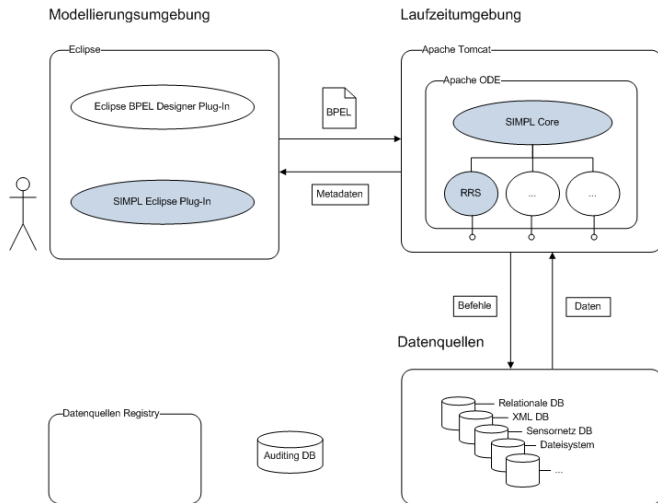 Modellierungsumgebung
Laufzeitumgebung
Eclipse
Eclipse BPEL Designer Plug-In
SIMPL Eclipse Plug-In
BPEL
Metadaten
Apache Tomcat
Apache ODE
SIMPL Core
RRS
...
...
Befehle
Daten
Datenquellen
Datenquellen Registry
Auditing DB
Relationale DB
XML DB
Sensornetz DB
Dateisystem
...